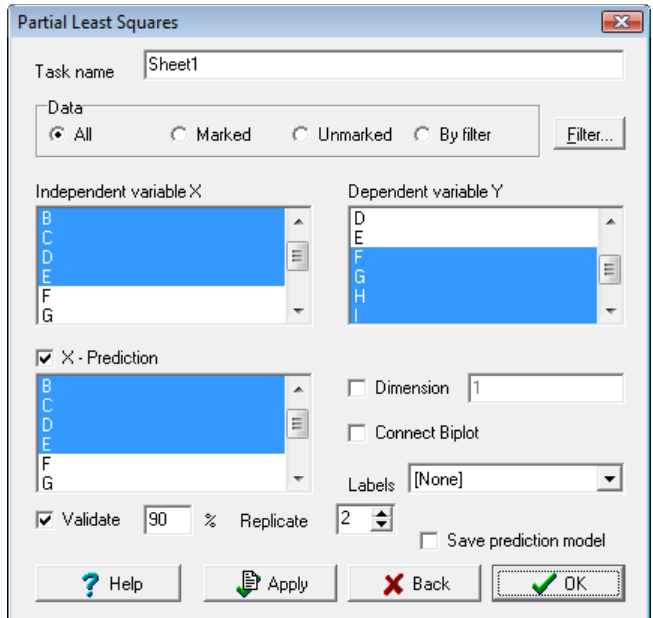 Partial Least Squares
Task name Sheet1
Data
All Marked Unmarked By filter Filter...
Independent variable X Dependent variable Y
B
C
D
E
F
G
D
E
F
G
H
I
X - Prediction
B
C
D
E
F
G
Dimension 1
Connect Biplot
Labels [None]
Validate 90 % Replicate 2
Save prediction model
? Help Apply Back OK